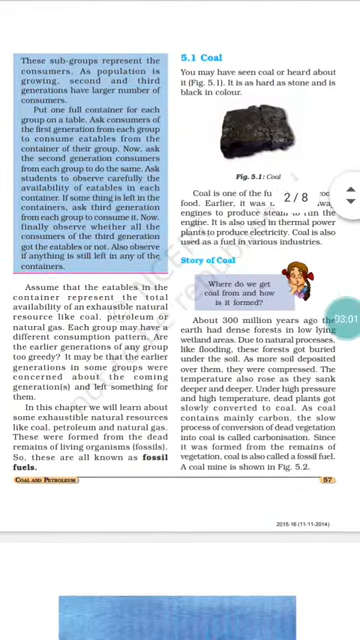 These sub-groups represent the
consumers. As population is
growing, second and third
generations have larger number of
consumers.
Put one full container for each
group on a table. Ask consumers
of the first generation from each group
to consume eatables from the
container of their group. Now, ask
the second generation consumers
from each group to do the same. Ask
students to observe carefully the
availability of eatables in each
container. If some thing is left in the
containers, ask third generation
from each group to consume it. Now,
finally observe whether all the
consumers of the third generation
got the eatables or not. Also observe
if anything is still left in any of
the containers.
Assume that the eatables in the
container represent the total
availability of an exhaustible natural
resource like coal, petroleum or
natural gas. Each group may have a
different consumption pattern. Are
the earlier generations of any group
too greedy? It may be that the earlier
generations in some groups were
concerned about the coming
generation(s) and left something for
them.
In this chapter we will learn about
some exhaustible natural resources
like coal, petroleum and natural gas.
These were formed from the dead
remains of living organisms (fossils).
So, these are all known as fossil
fuels.
5.1 Coal
You may have seen coal or heard about
it (Fig. 5.1). It is as hard as stone and is
black in colour.
Fig. 5.1: Coal
Coal is one of the fu
food. Earlier, it was
engines to produce steam to run the
engine. It is also used in thermal power
plants to produce electricity. Coal is also
used as a fuel in various industries.
2 / 8
Story of Coal
Where do we get
coal from and how
is it formed?
03:01
About 300 million years ago the
earth had dense forests in low lying
wetland areas. Due to natural processes,
like flooding, these forests got buried
under the soil. As more soil deposited
over them, they were compressed. The
temperature also rose as they sank
deeper and deeper. Under high pressure
and high temperature, dead plants got
slowly converted to coal. As coal
contains mainly carbon, the slow
process of conversion of dead vegetation
into coal is called carbonisation. Since
it was formed from the remains of
vegetation, coal is also called a fossil fuel.
A coal mine is shown in Fig. 5.2.
COAL AND PETROLEUM
57
2015-16 (11-11-2014)